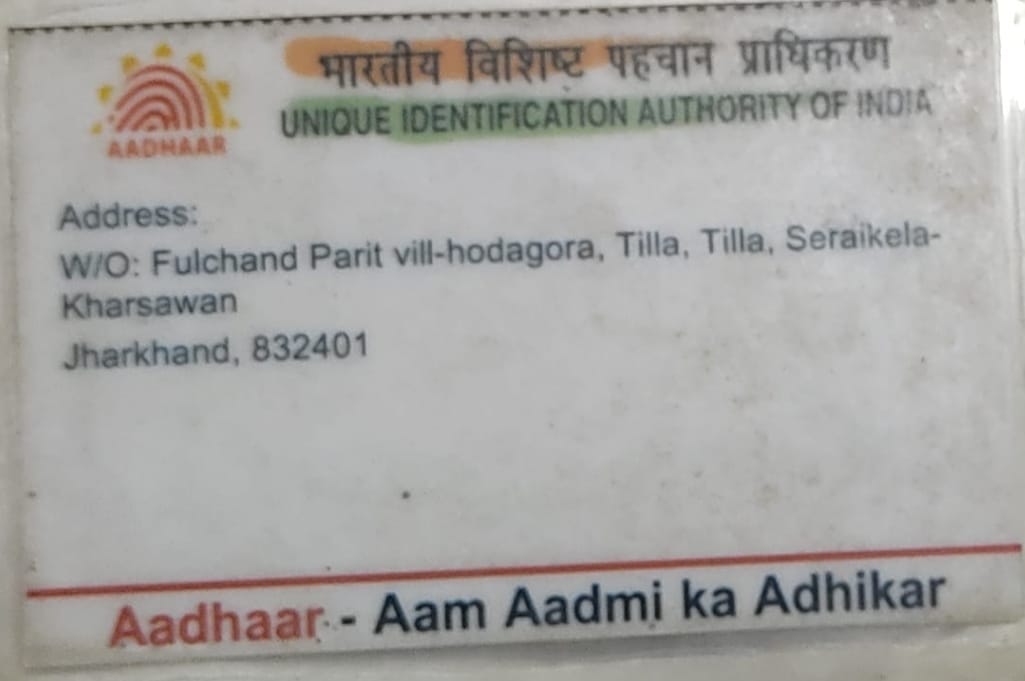 भारतीय विशिष्ट पहचान प्राधिकरण
UNIQUE IDENTIFICATION AUTHORITY OF INDIA
AADHAAR
Address:
W/O: Fulchand Parit vill-hodagora, Tilla, Tilla, Seraikela-
Kharsawan
Jharkhand, 832401
Aadhaar - Aam Aadmi ka Adhikar